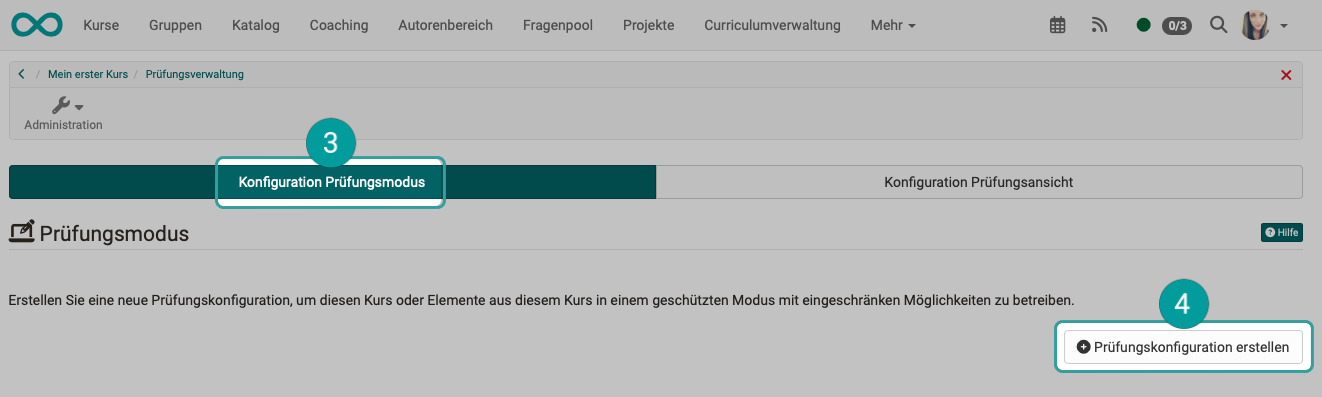 Kurse Gruppen Katalog Coaching Autorenbereich Fragenpool Projekte Curriculumverwaltung Mehr 0/3
/ Mein erster Kurs / Prüfungsverwaltung
Administration
3
Konfiguration Prüfungsmodus Konfiguration Prüfungsansicht
Prüfungsmodus Hilfe
Erstellen Sie eine neue Prüfungskonfiguration, um diesen Kurs oder Elemente aus diesem Kurs in einem geschützten Modus mit eingeschränken Möglichkeiten zu betreiben.
4
Prüfungskonfiguration erstellen